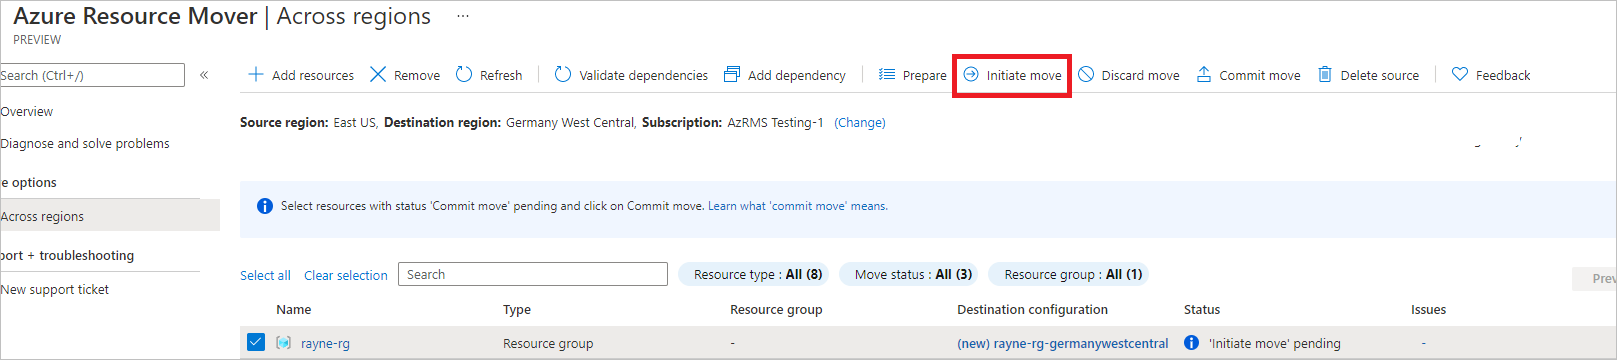 Azure Resource Mover | Across regions ...
PREVIEW
Search (Ctrl+/) «
Add resources Remove Refresh Validate dependencies Add dependency Prepare Initiate move Discard move Commit move Delete source Feedback
Overview
Source region: East US, Destination region: Germany West Central, Subscription: AzRMS Testing-1 (Change)
Diagnose and solve problems
e options
Select resources with status 'Commit move' pending and click on Commit move. Learn what 'commit move' means.
Across regions
port + troubleshooting
Select all Clear selection Search Resource type : All (8) Move status : All (3) Resource group : All (1)
New support ticket Prev
Name Type Resource group Destination configuration Status Issues
rayne-rg Resource group - (new) rayne-rg-germanywestcentral 'Initiate move' pending -